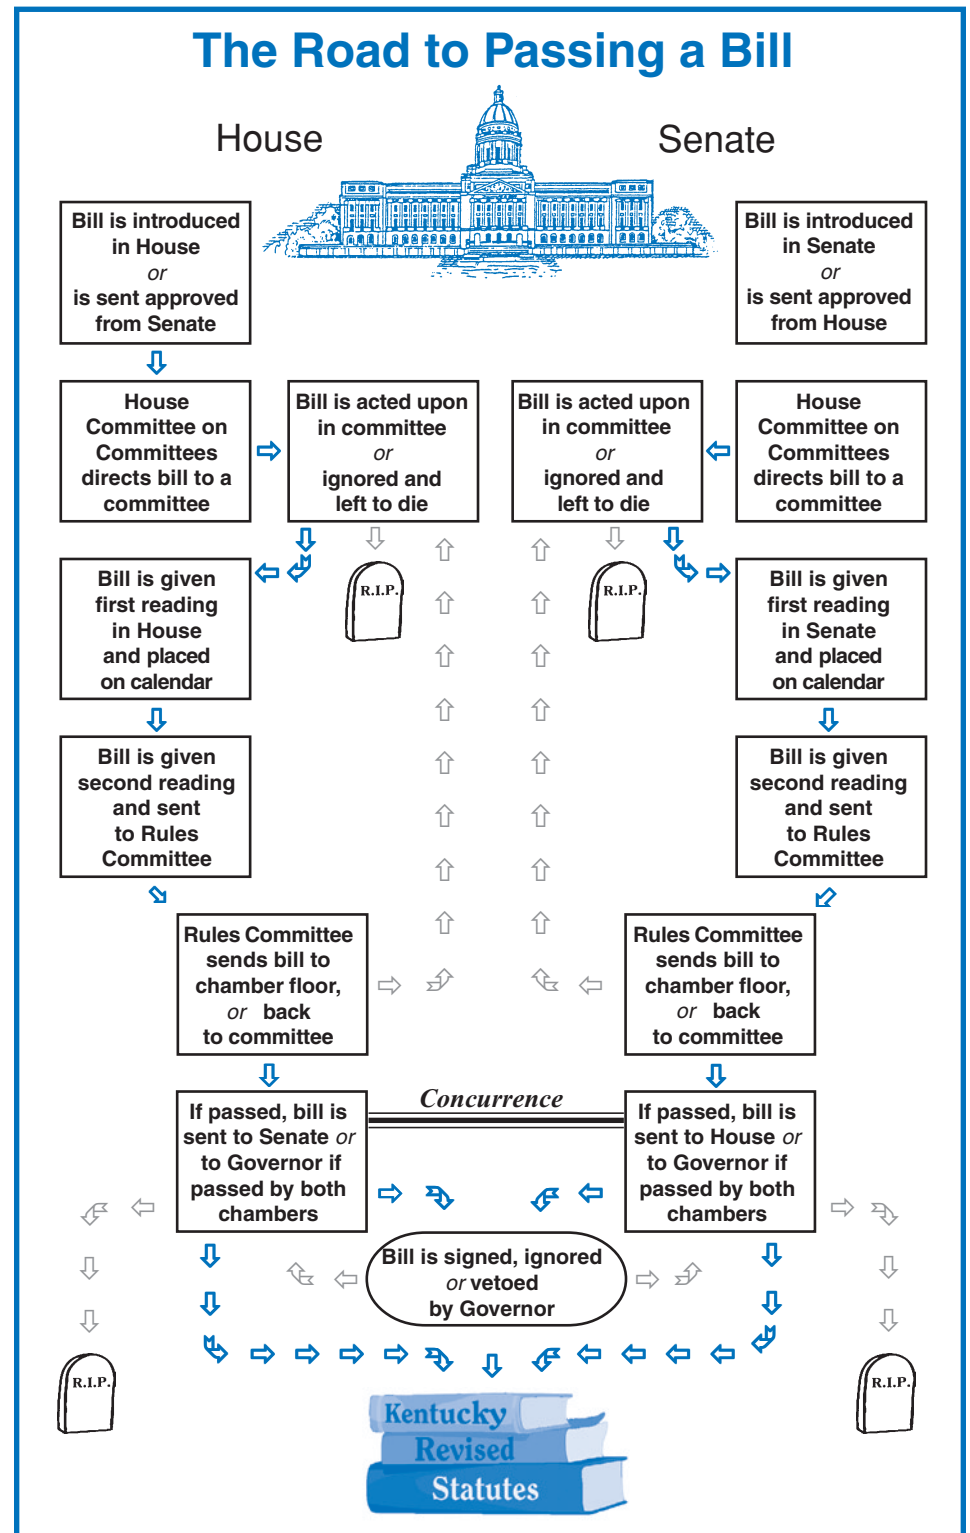 The Road to Passing a Bill
House
Senate
Bill is introduced
in House
or
is sent approved
from Senate
Bill is introduced
in Senate
or
is sent approved
from House
House
Committee on
Committees
directs bill to a
committee
Bill is acted upon
in committee
or
ignored and
left to die
Bill is acted upon
in committee
or
ignored and
left to die
House
Committee on
Committees
directs bill to a
committee
R.I.P.
R.I.P.
Bill is given
first reading
in House
and placed
on calendar
Bill is given
first reading
in Senate
and placed
on calendar
Bill is given
second reading
and sent
to Rules
Committee
Bill is given
second reading
and sent
to Rules
Committee
Rules Committee
sends bill to
chamber floor,
or back
to committee
Rules Committee
sends bill to
chamber floor,
or back
to committee
If passed, bill is
sent to Senate or
to Governor if
passed by both
chambers
Concurrence
If passed, bill is
sent to House or
to Governor if
passed by both
chambers
Bill is signed, ignored
or vetoed
by Governor
R.I.P.
R.I.P.
Kentucky
Revised
Statutes